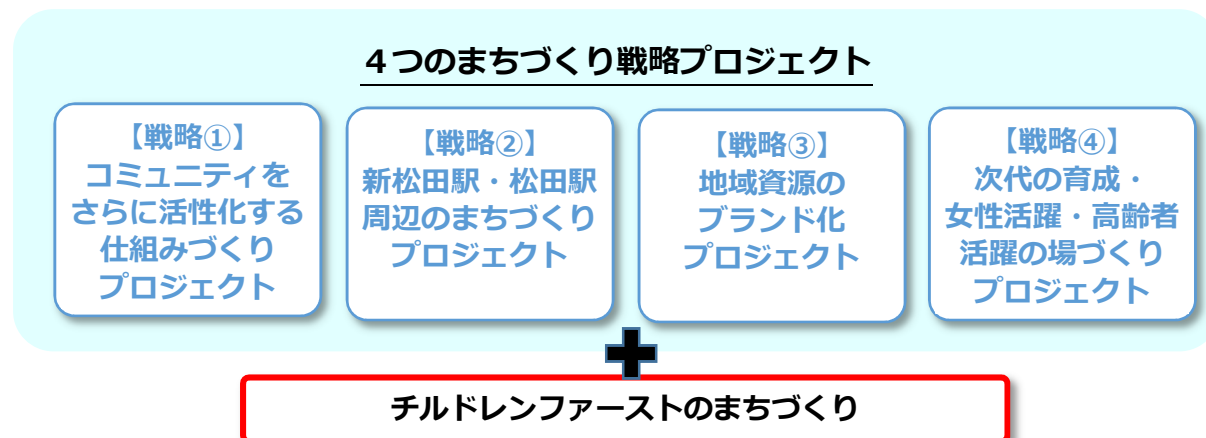 ４つのまちづくり戦略プロジェクト
【戦略①】
コミュニティを
さらに活性化する
仕組みづくり
プロジェクト
【戦略②】
新松田駅・松田駅
周辺のまちづくり
プロジェクト
【戦略③】
地域資源の
ブランド化
プロジェクト
【戦略④】
次代の育成・
女性活躍・高齢者
活躍の場づくり
プロジェクト
チルドレンファーストのまちづくり